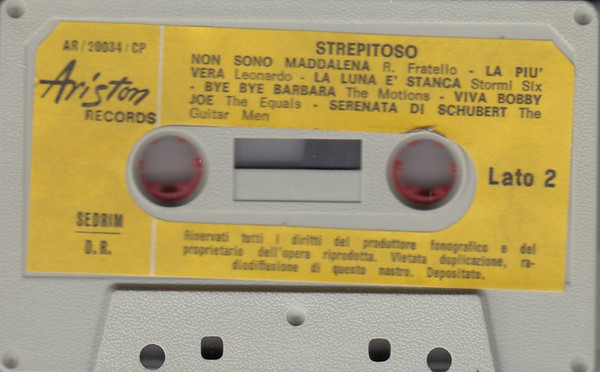 AR/20034/CP
Ariston
RECORDS
STREPITOSO
NON SONO MADDALENA R. Fratello - LA PIU'
VERA Leonardo - LA LUNA E' STANCA Stormi Six
- BYE BYE BARBARA The Motions - VIVA BOBBY
JOE The Equals - SERENATA DI SCHUBERT The
Guitar Men
Lato 2
SEDRIM
D.R.
Riservati tutti i diritti del produttore fonografico e del
proprietario dell'opera riprodotta. Vietata duplicazione, ra-
diodiffusione di questo nastro. Depositato.